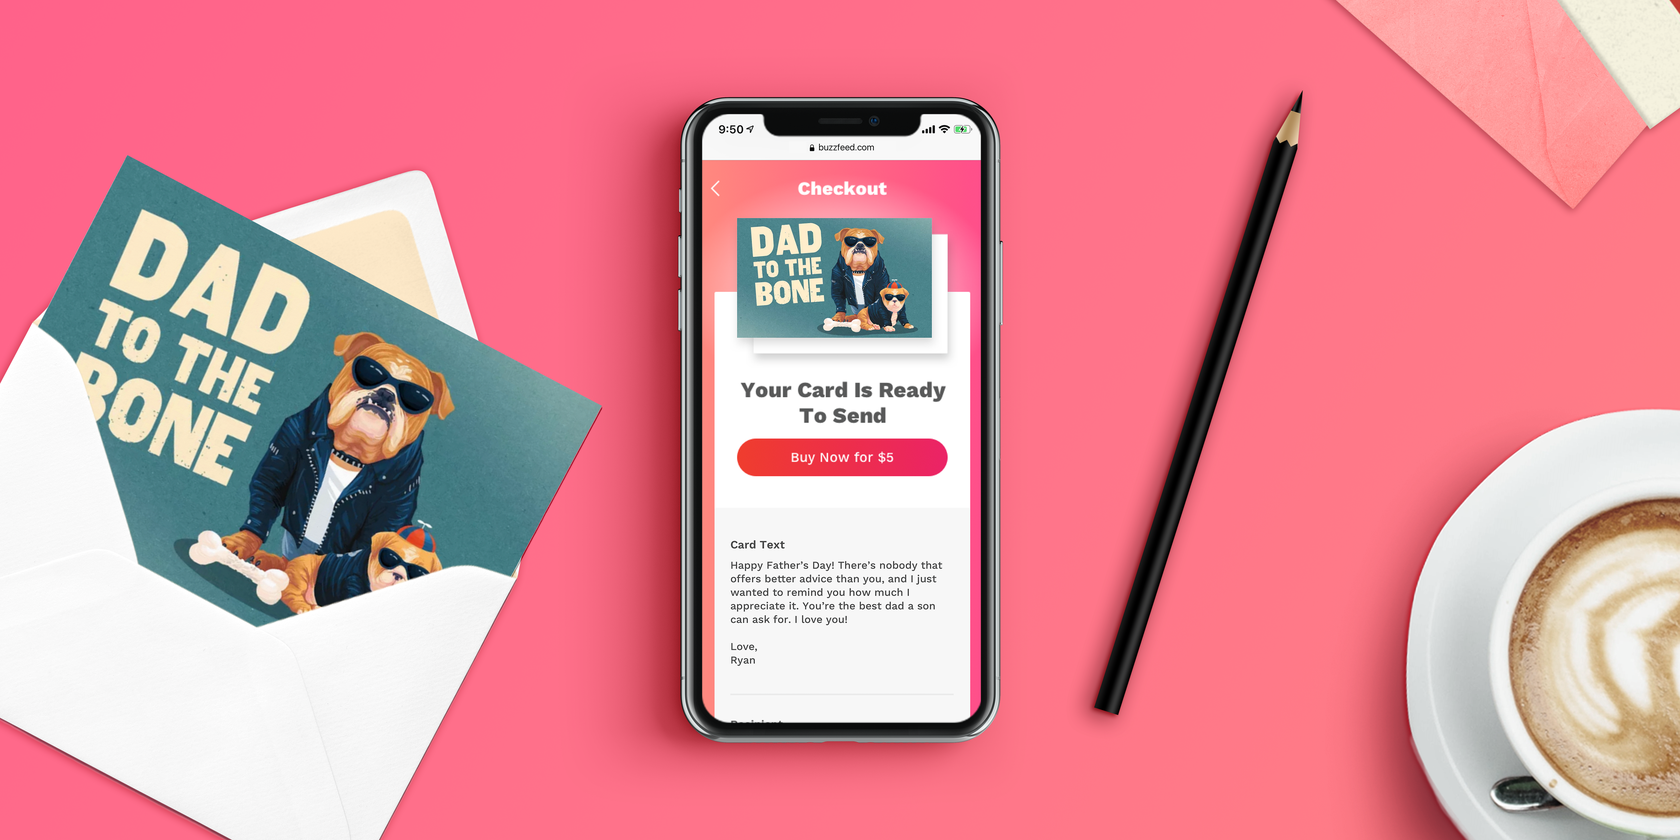 DAD
TO THE
BONE
9:50
buzzfeed.com
Checkout
DAD
TO THE
BONE
Your Card Is Ready
To Send
Buy Now for $5
Card Text
Happy Father's Day! There's nobody that
offers better advice than you, and I just
wanted to remind you how much I
appreciate it. You're the best dad a son
can ask for. I love you!
Love,
Ryan
Recipient